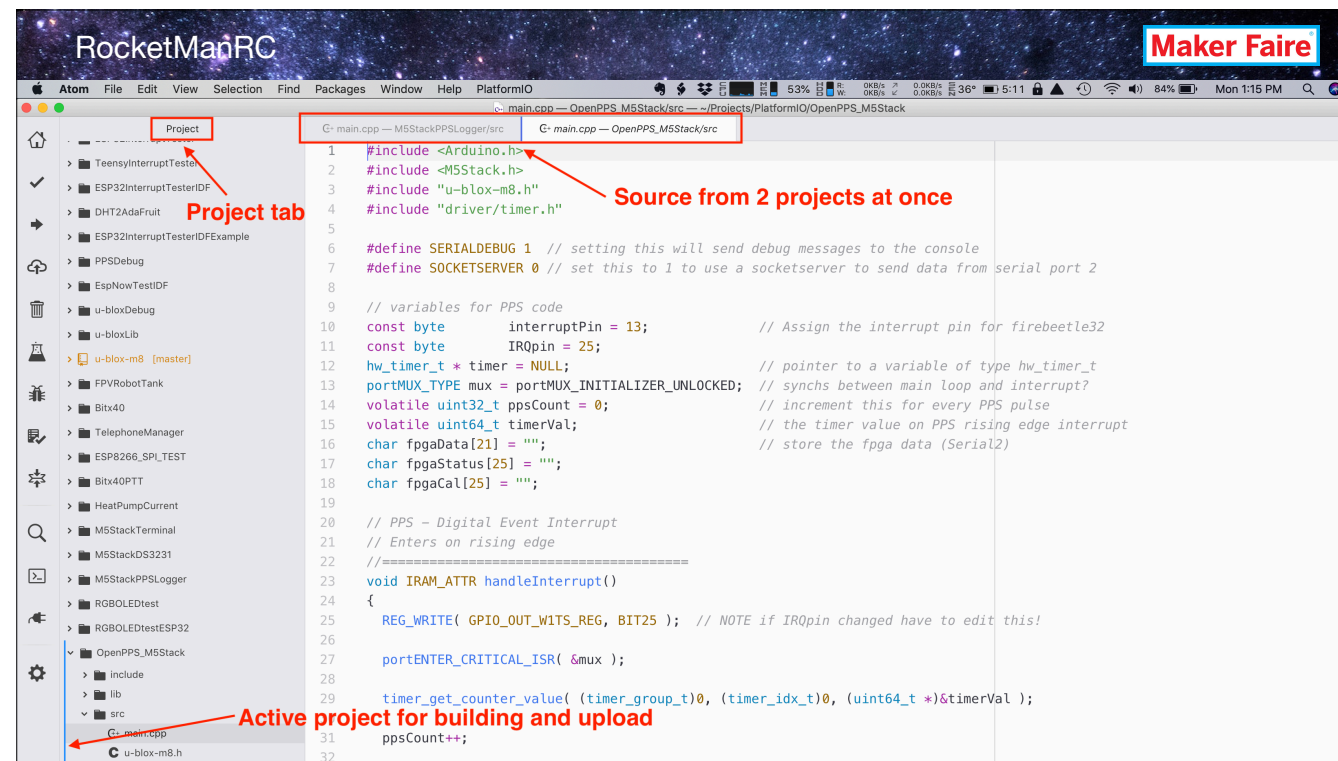 RocketManRC
Maker Faire
Atom File Edit View Selection Find Packages Window Help PlatformIO 53% R: W: 0KB/s 0KB/s 0.0KB/s 0.0KB/s 36° 5:11 84% Mon 1:15 PM
main.cpp — OpenPPS_M5Stack/src — ~/Projects/PlatformIO/OpenPPS_M5Stack
Project
main.cpp — M5StackPPSLogger/src
main.cpp — OpenPPS_M5Stack/src
TeensyInterruptTester
ESP32InterruptTesterIDF
DHT2AdaFruit
ESP32InterruptTesterIDFExample
PPSDebug
EspNowTestIDF
u-bloxDebug
u-bloxLib
u-blox-m8 [master]
FPVRobotTank
Bitx40
TelephoneManager
ESP8266_SPI_TEST
Bitx40PTT
HeatPumpCurrent
M5StackTerminal
M5StackDS3231
M5StackPPSLogger
RGBOLEDtest
RGBOLEDtestESP32
OpenPPS_M5Stack
include
lib
src
main.cpp
u-blox-m8.h
Project tab
Source from 2 projects at once
Active project for building and upload
1 #include <Arduino.h>
2 #include <M5Stack.h>
3 #include "u-blox-m8.h"
4 #include "driver/timer.h"
5
6 #define SERIALDEBUG 1 // setting this will send debug messages to the console
7 #define SOCKETSERVER 0 // set this to 1 to use a socketserver to send data from serial port 2
8
9 // variables for PPS code
10 const byte interruptPin = 13; // Assign the interrupt pin for firebeetle32
11 const byte IRQpin = 25;
12 hw_timer_t * timer = NULL; // pointer to a variable of type hw_timer_t
13 portMUX_TYPE mux = portMUX_INITIALIZER_UNLOCKED; // synchs between main loop and interrupt?
14 volatile uint32_t ppsCount = 0; // increment this for every PPS pulse
15 volatile uint64_t timerVal; // the timer value on PPS rising edge interrupt
16 char fpgaData[21] = ""; // store the fpga data (Serial2)
17 char fpgaStatus[25] = "";
18 char fpgaCal[25] = "";
19
20 // PPS – Digital Event Interrupt
21 // Enters on rising edge
22 //=======================================
23 void IRAM_ATTR handleInterrupt()
24 {
25 REG_WRITE( GPIO_OUT_W1TS_REG, BIT25 ); // NOTE if IRQpin changed have to edit this!
26
27 portENTER_CRITICAL_ISR( &mux );
28
29 timer_get_counter_value( (timer_group_t)0, (timer_idx_t)0, (uint64_t *)&timerVal );
31 ppsCount++;
32